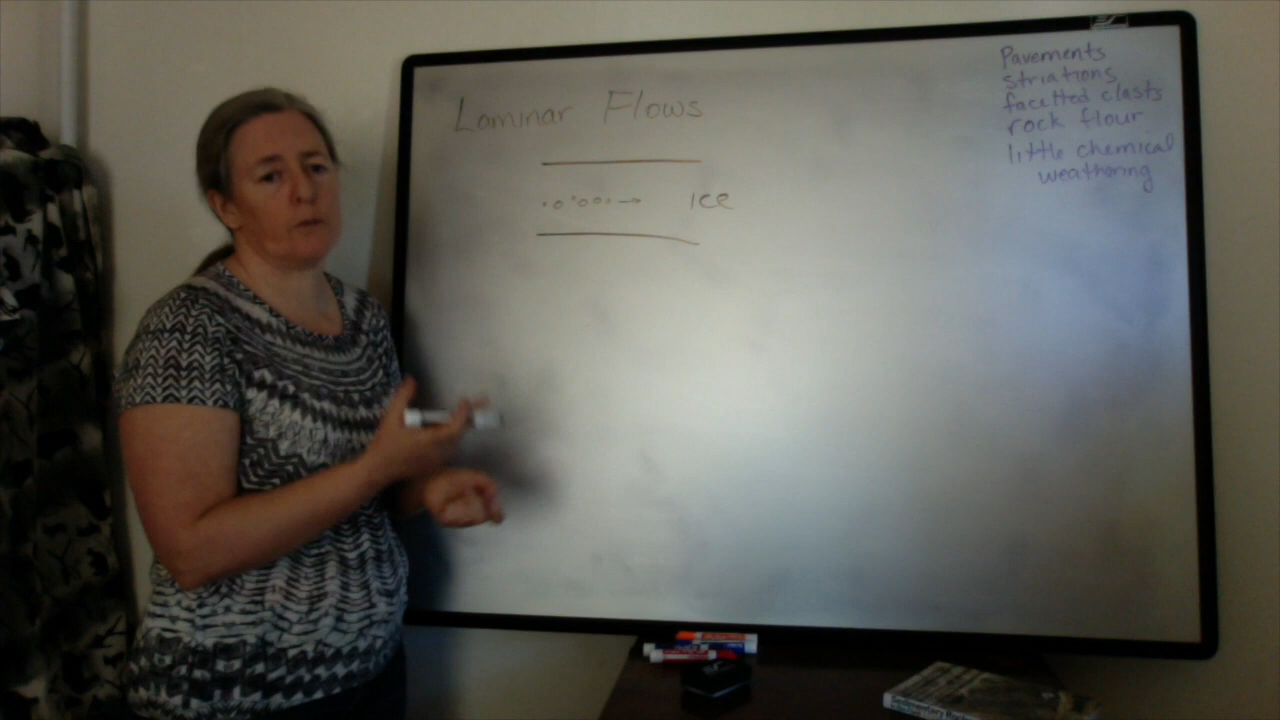 Laminar Flows
Ice
Pavements
striations
facetted clasts
rock flour
little chemical
weathering